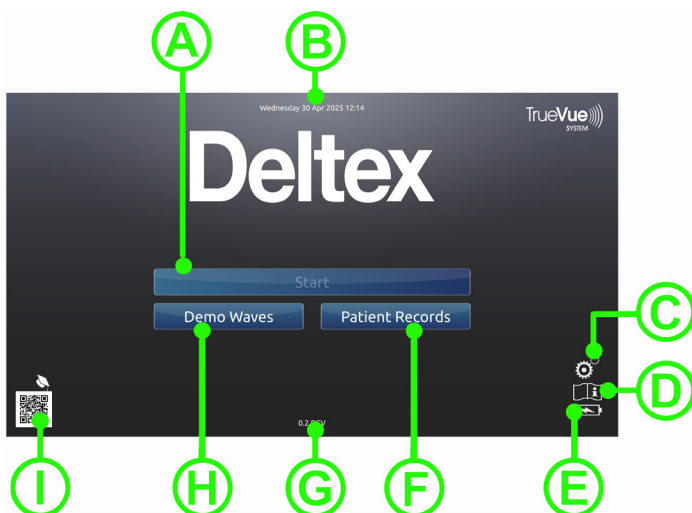 A
B
Wednesday 30 Apr 2025 12:14
TrueVue
SYSTEM
Deltex
Start
Demo Waves
Patient Records
C
D
E
F
G
H
I